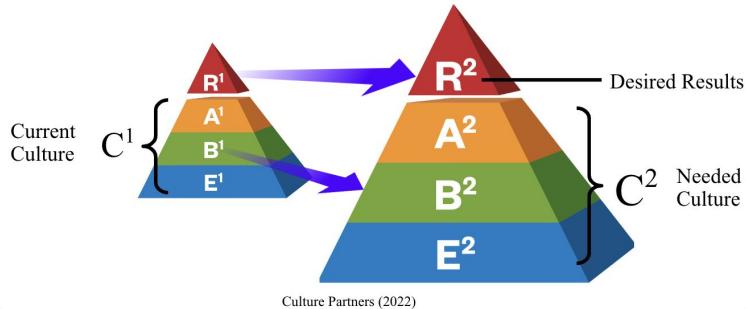 R¹
A¹
B¹
E¹
Current
Culture
C¹
R²
A²
B²
E²
Desired Results
C²
Needed
Culture
Culture Partners (2022)